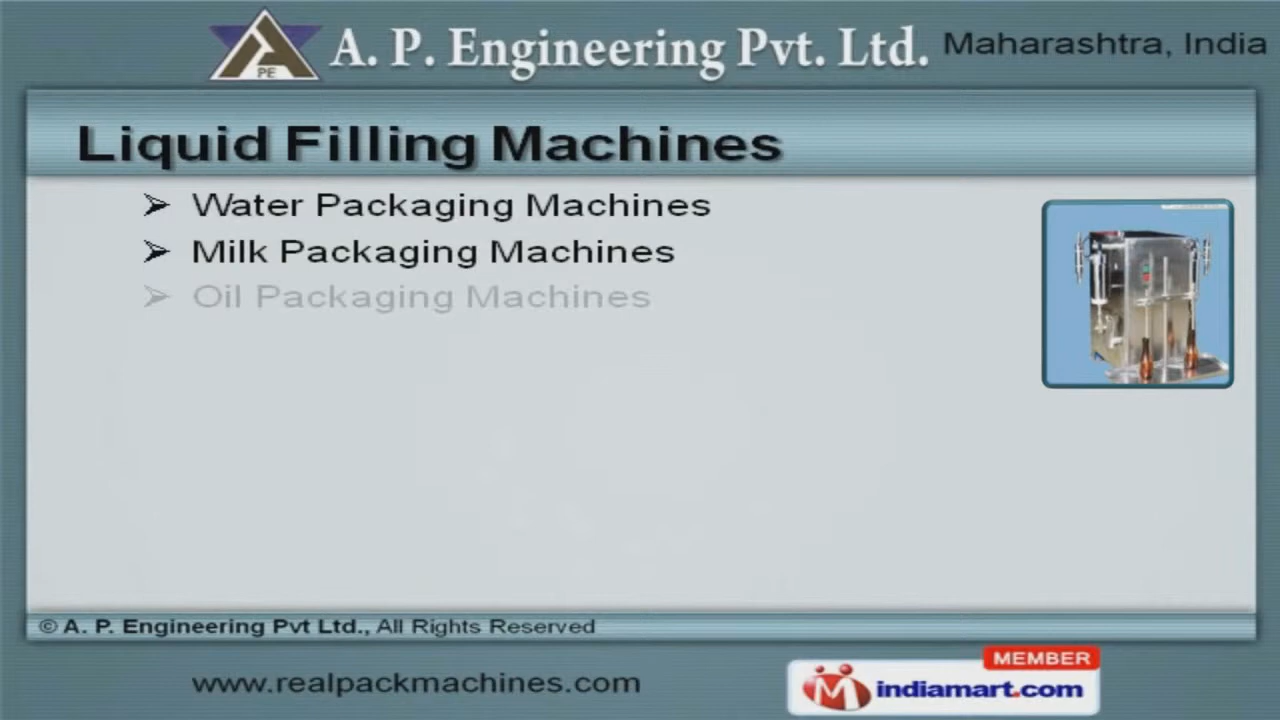 PE
A. P. Engineering Pvt. Ltd.
Maharashtra, India
Liquid Filling Machines
➢ Water Packaging Machines
➢ Milk Packaging Machines
➢ Oil Packaging Machines
© A. P. Engineering Pvt Ltd., All Rights Reserved
www.realpackmachines.com
MEMBER
indiamart.com